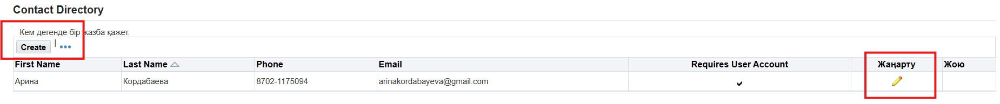 Contact Directory
Кем дегенде бір жазба қажет.
Create | •••
First Name Last Name Phone Email Requires User Account Жаңарту Жою
Арина Кордабаева 8702-1175094 arinakordabayeva@gmail.com